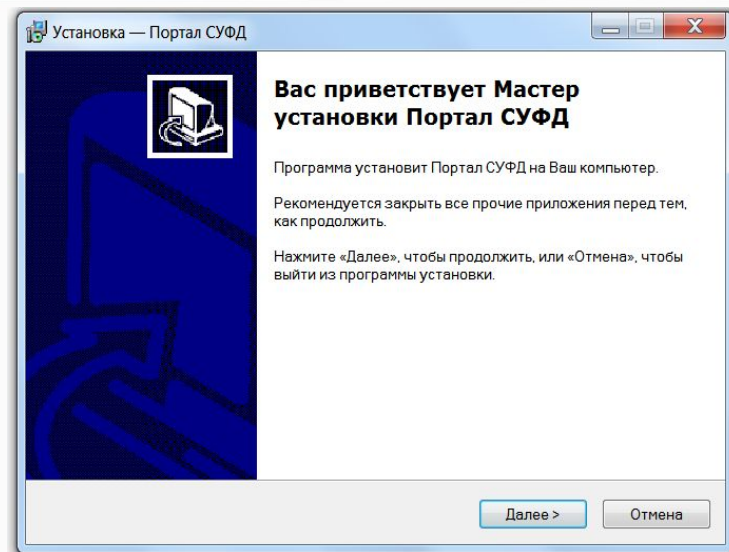 Установка — Портал СУФД
Вас приветствует Мастер
установки Портал СУФД
Программа установит Портал СУФД на Ваш компьютер.
Рекомендуется закрыть все прочие приложения перед тем,
как продолжить.
Нажмите «Далее», чтобы продолжить, или «Отмена», чтобы
выйти из программы установки.
Далее >
Отмена